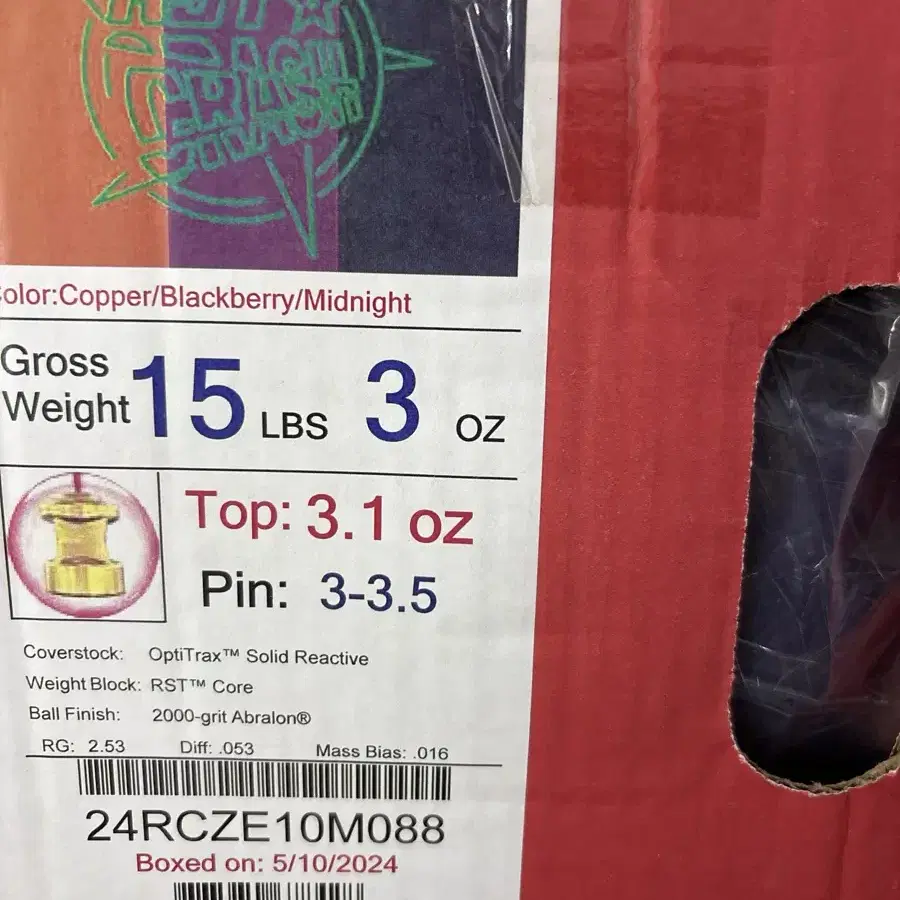 olor:Copper/Blackberry/Midnight
Gross
Weight 15 LBS 3 OZ
Top: 3.1 oz
Pin: 3-3.5
Coverstock: OptiTrax™ Solid Reactive
Weight Block: RST™ Core
Ball Finish: 2000-grit Abralon®
RG: 2.53 Diff: .053 Mass Bias: .016
24RCZE10M088
Boxed on: 5/10/2024